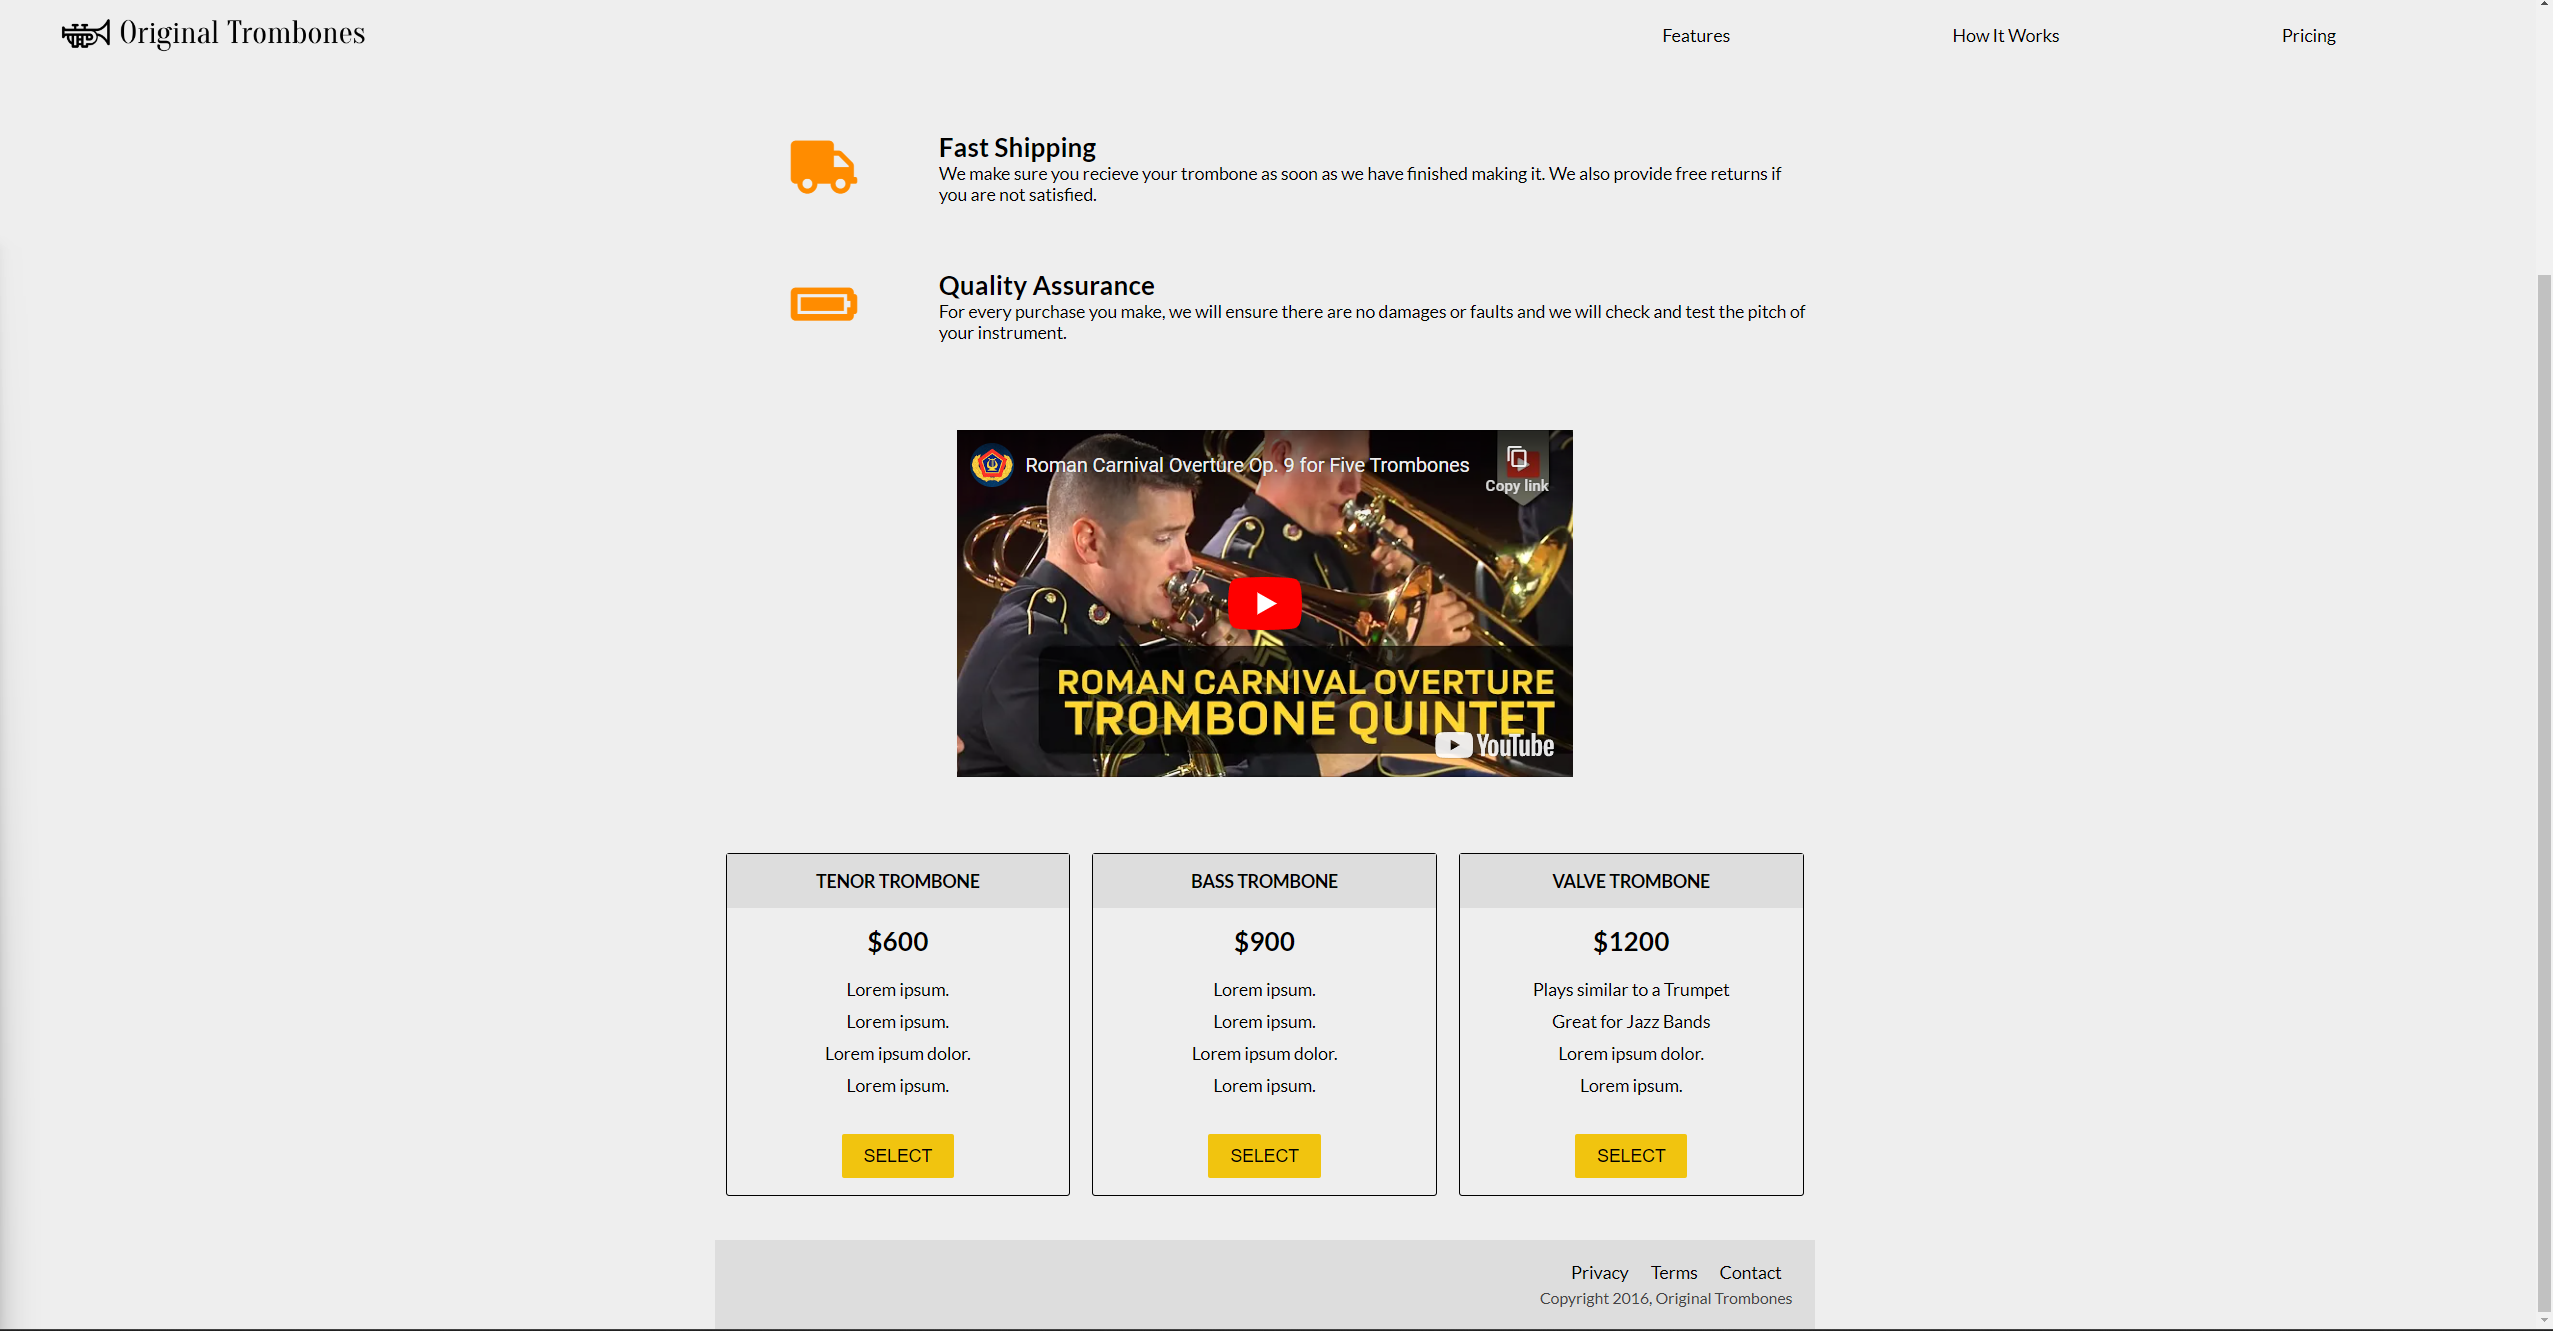 Original Trombones
Features
How It Works
Pricing
Fast Shipping
We make sure you recieve your trombone as soon as we have finished making it. We also provide free returns if
you are not satisfied.
Quality Assurance
For every purchase you make, we will ensure there are no damages or faults and we will check and test the pitch of
your instrument.
Roman Carnival Overture Op. 9 for Five Trombones
Copy link
ROMAN CARNIVAL OVERTURE
TROMBONE QUINTET
YouTube
TENOR TROMBONE
$600
Lorem ipsum.
Lorem ipsum.
Lorem ipsum dolor.
Lorem ipsum.
SELECT
BASS TROMBONE
$900
Lorem ipsum.
Lorem ipsum.
Lorem ipsum dolor.
Lorem ipsum.
SELECT
VALVE TROMBONE
$1200
Plays similar to a Trumpet
Great for Jazz Bands
Lorem ipsum dolor.
Lorem ipsum.
SELECT
Privacy
Terms
Contact
Copyright 2016, Original Trombones